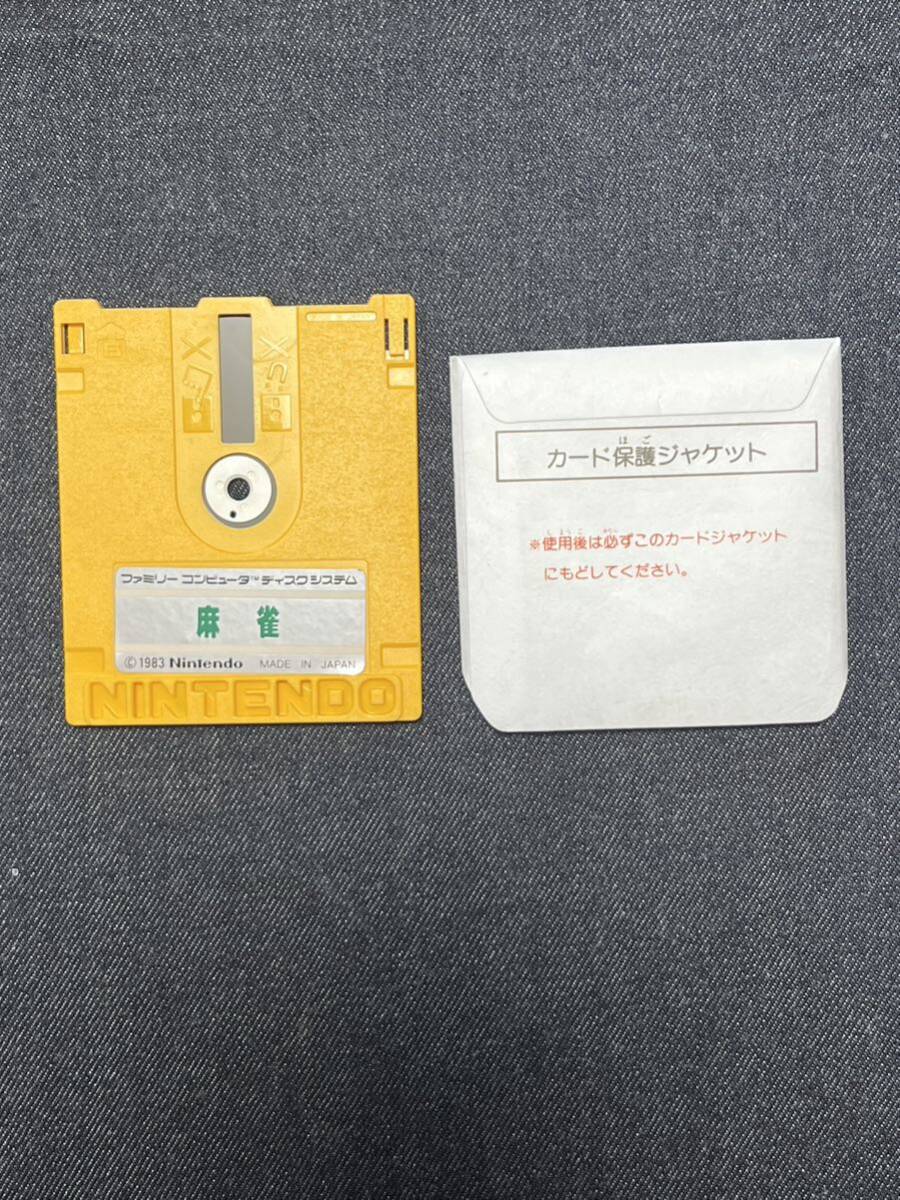 ファミリー コンピュータ™ ディスクシステム
麻雀
©1983 Nintendo MADE IN JAPAN
NINTENDO
カード保護ジャケット
※使用後は必ずこのカードジャケット
にもどしてください。